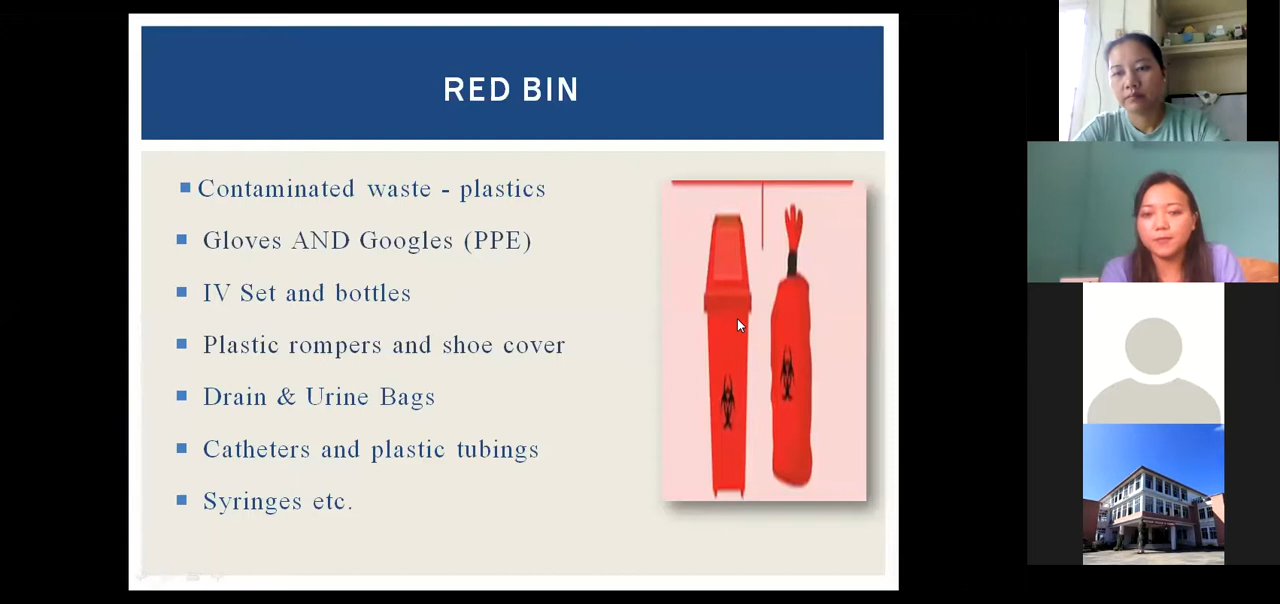 RED BIN
Contaminated waste - plastics
Gloves AND Googles (PPE)
IV Set and bottles
Plastic rompers and shoe cover
Drain & Urine Bags
Catheters and plastic tubings
Syringes etc.